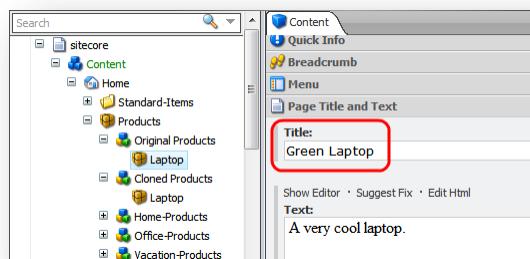 Search
sitecore
Content
Home
Standard-Items
Products
Original Products
Laptop
Cloned Products
Laptop
Home-Products
Office-Products
Vacation-Products
Content
Quick Info
Breadcrumb
Menu
Page Title and Text
Title:
Green Laptop
Show Editor · Suggest Fix · Edit Html
Text:
A very cool laptop.